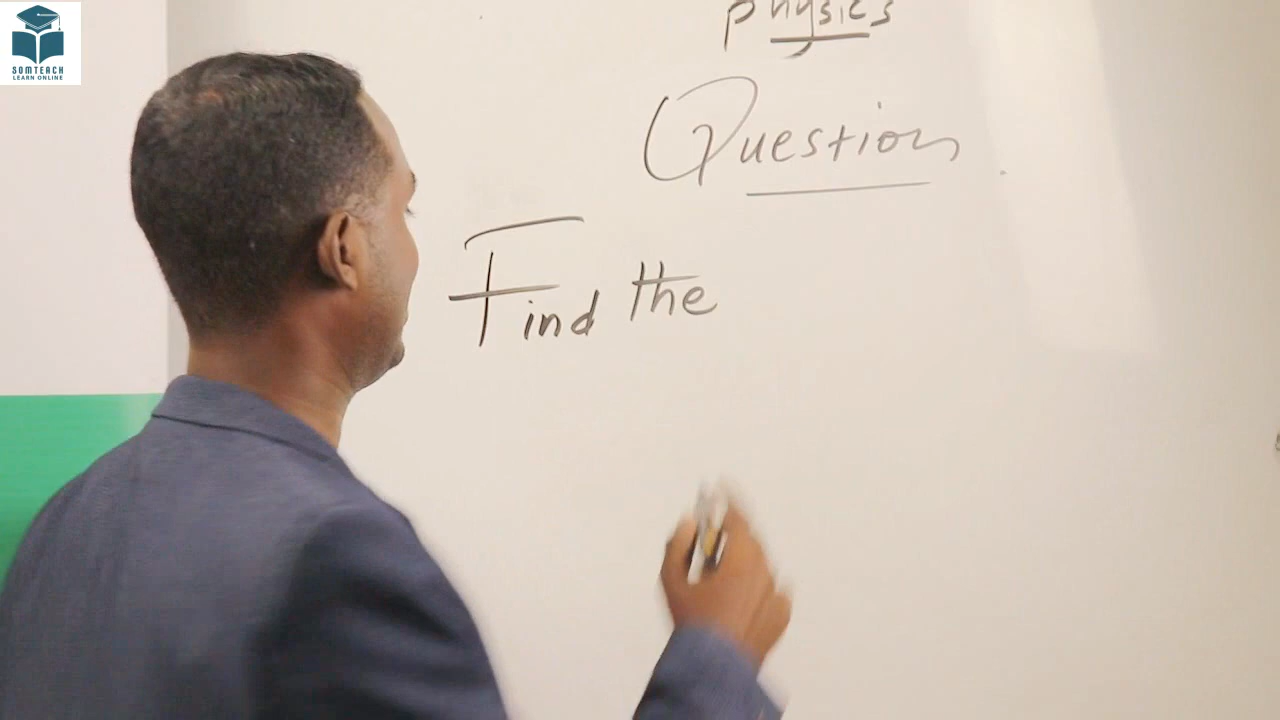 SOMTEACH
LEARN ONLINE
physics
Question
Find the